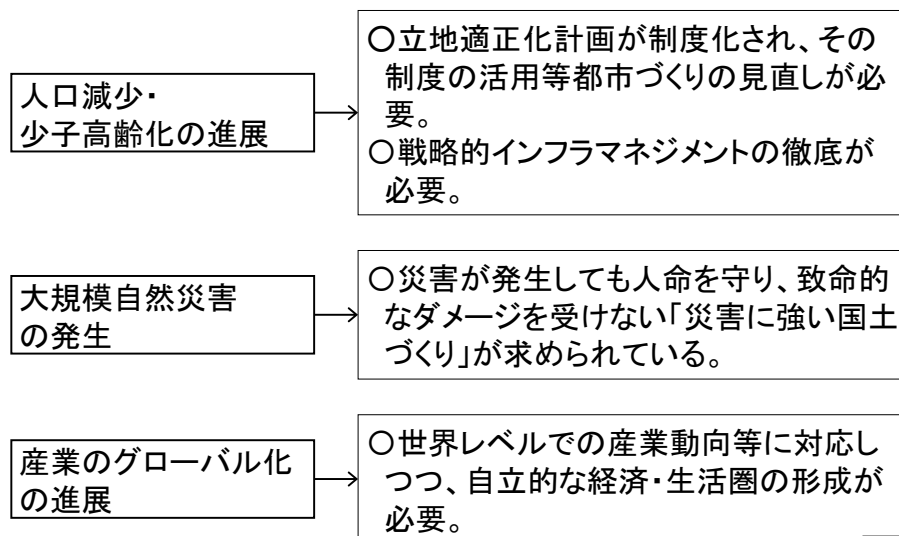 人口減少・
少子高齢化の進展
○立地適正化計画が制度化され、その
制度の活用等都市づくりの見直しが必
要。
○戦略的インフラマネジメントの徹底が
必要。
大規模自然災害
の発生
○災害が発生しても人命を守り、致命的
なダメージを受けない「災害に強い国土
づくり」が求められている。
産業のグローバル化
の進展
○世界レベルでの産業動向等に対応し
つつ、自立的な経済・生活圏の形成が
必要。